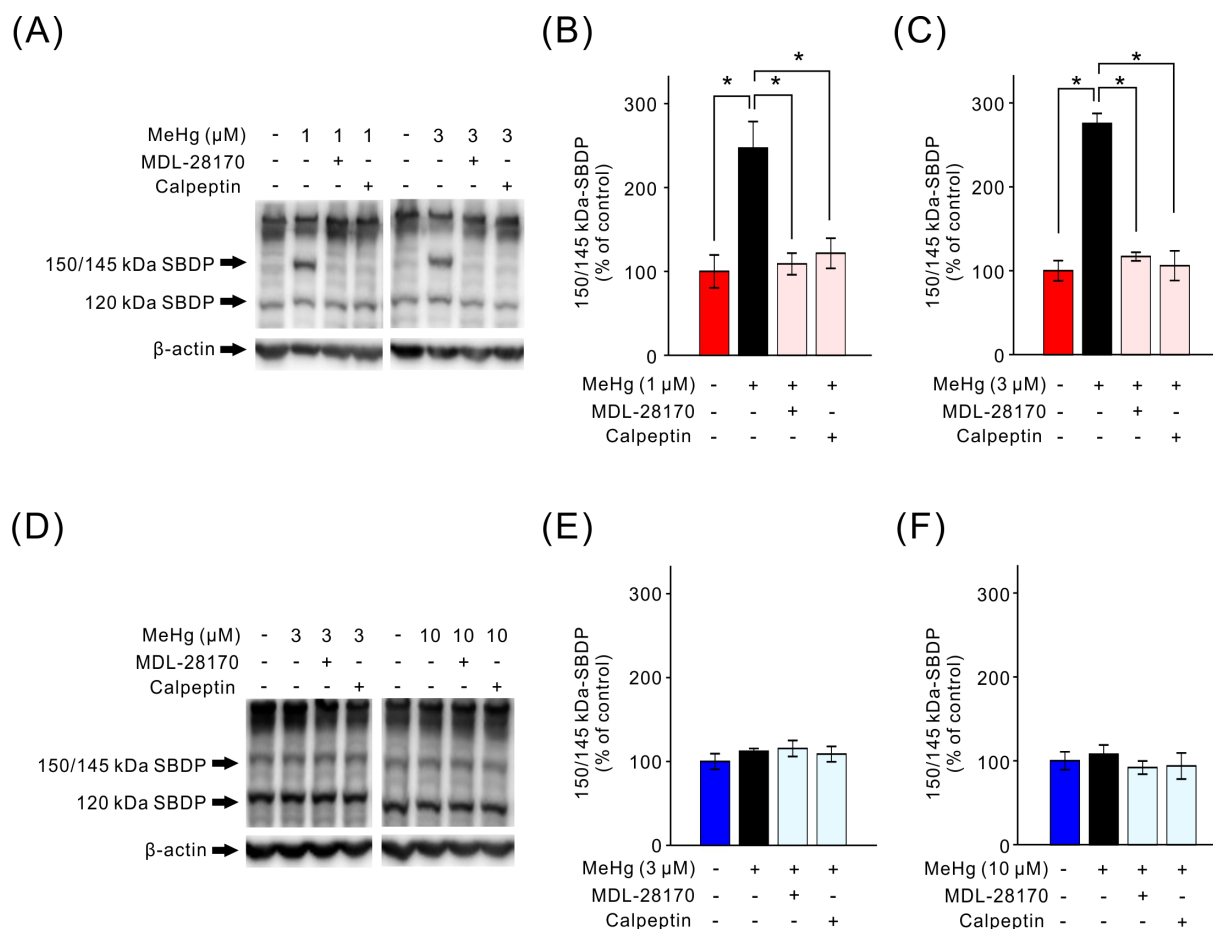 (A)
MeHg (µM) - 1 1 1 - 3 3 3
MDL-28170 - - + - - - + -
Calpeptin - - - + - - - +
150/145 kDa SBDP
120 kDa SBDP
β-actin
(B)
150/145 kDa-SBDP
(% of control)
300
200
100
0
* * *
MeHg (1 µM) - + + +
MDL-28170 - - + -
Calpeptin - - - +
(C)
150/145 kDa-SBDP
(% of control)
300
200
100
0
* * *
MeHg (3 µM) - + + +
MDL-28170 - - + -
Calpeptin - - - +
(D)
MeHg (µM) - 3 3 3 - 10 10 10
MDL-28170 - - + - - - + -
Calpeptin - - - + - - - +
150/145 kDa SBDP
120 kDa SBDP
β-actin
(E)
150/145 kDa-SBDP
(% of control)
300
200
100
0
MeHg (3 µM) - + + +
MDL-28170 - - + -
Calpeptin - - - +
(F)
150/145 kDa-SBDP
(% of control)
300
200
100
0
MeHg (10 µM) - + + +
MDL-28170 - - + -
Calpeptin - - - +